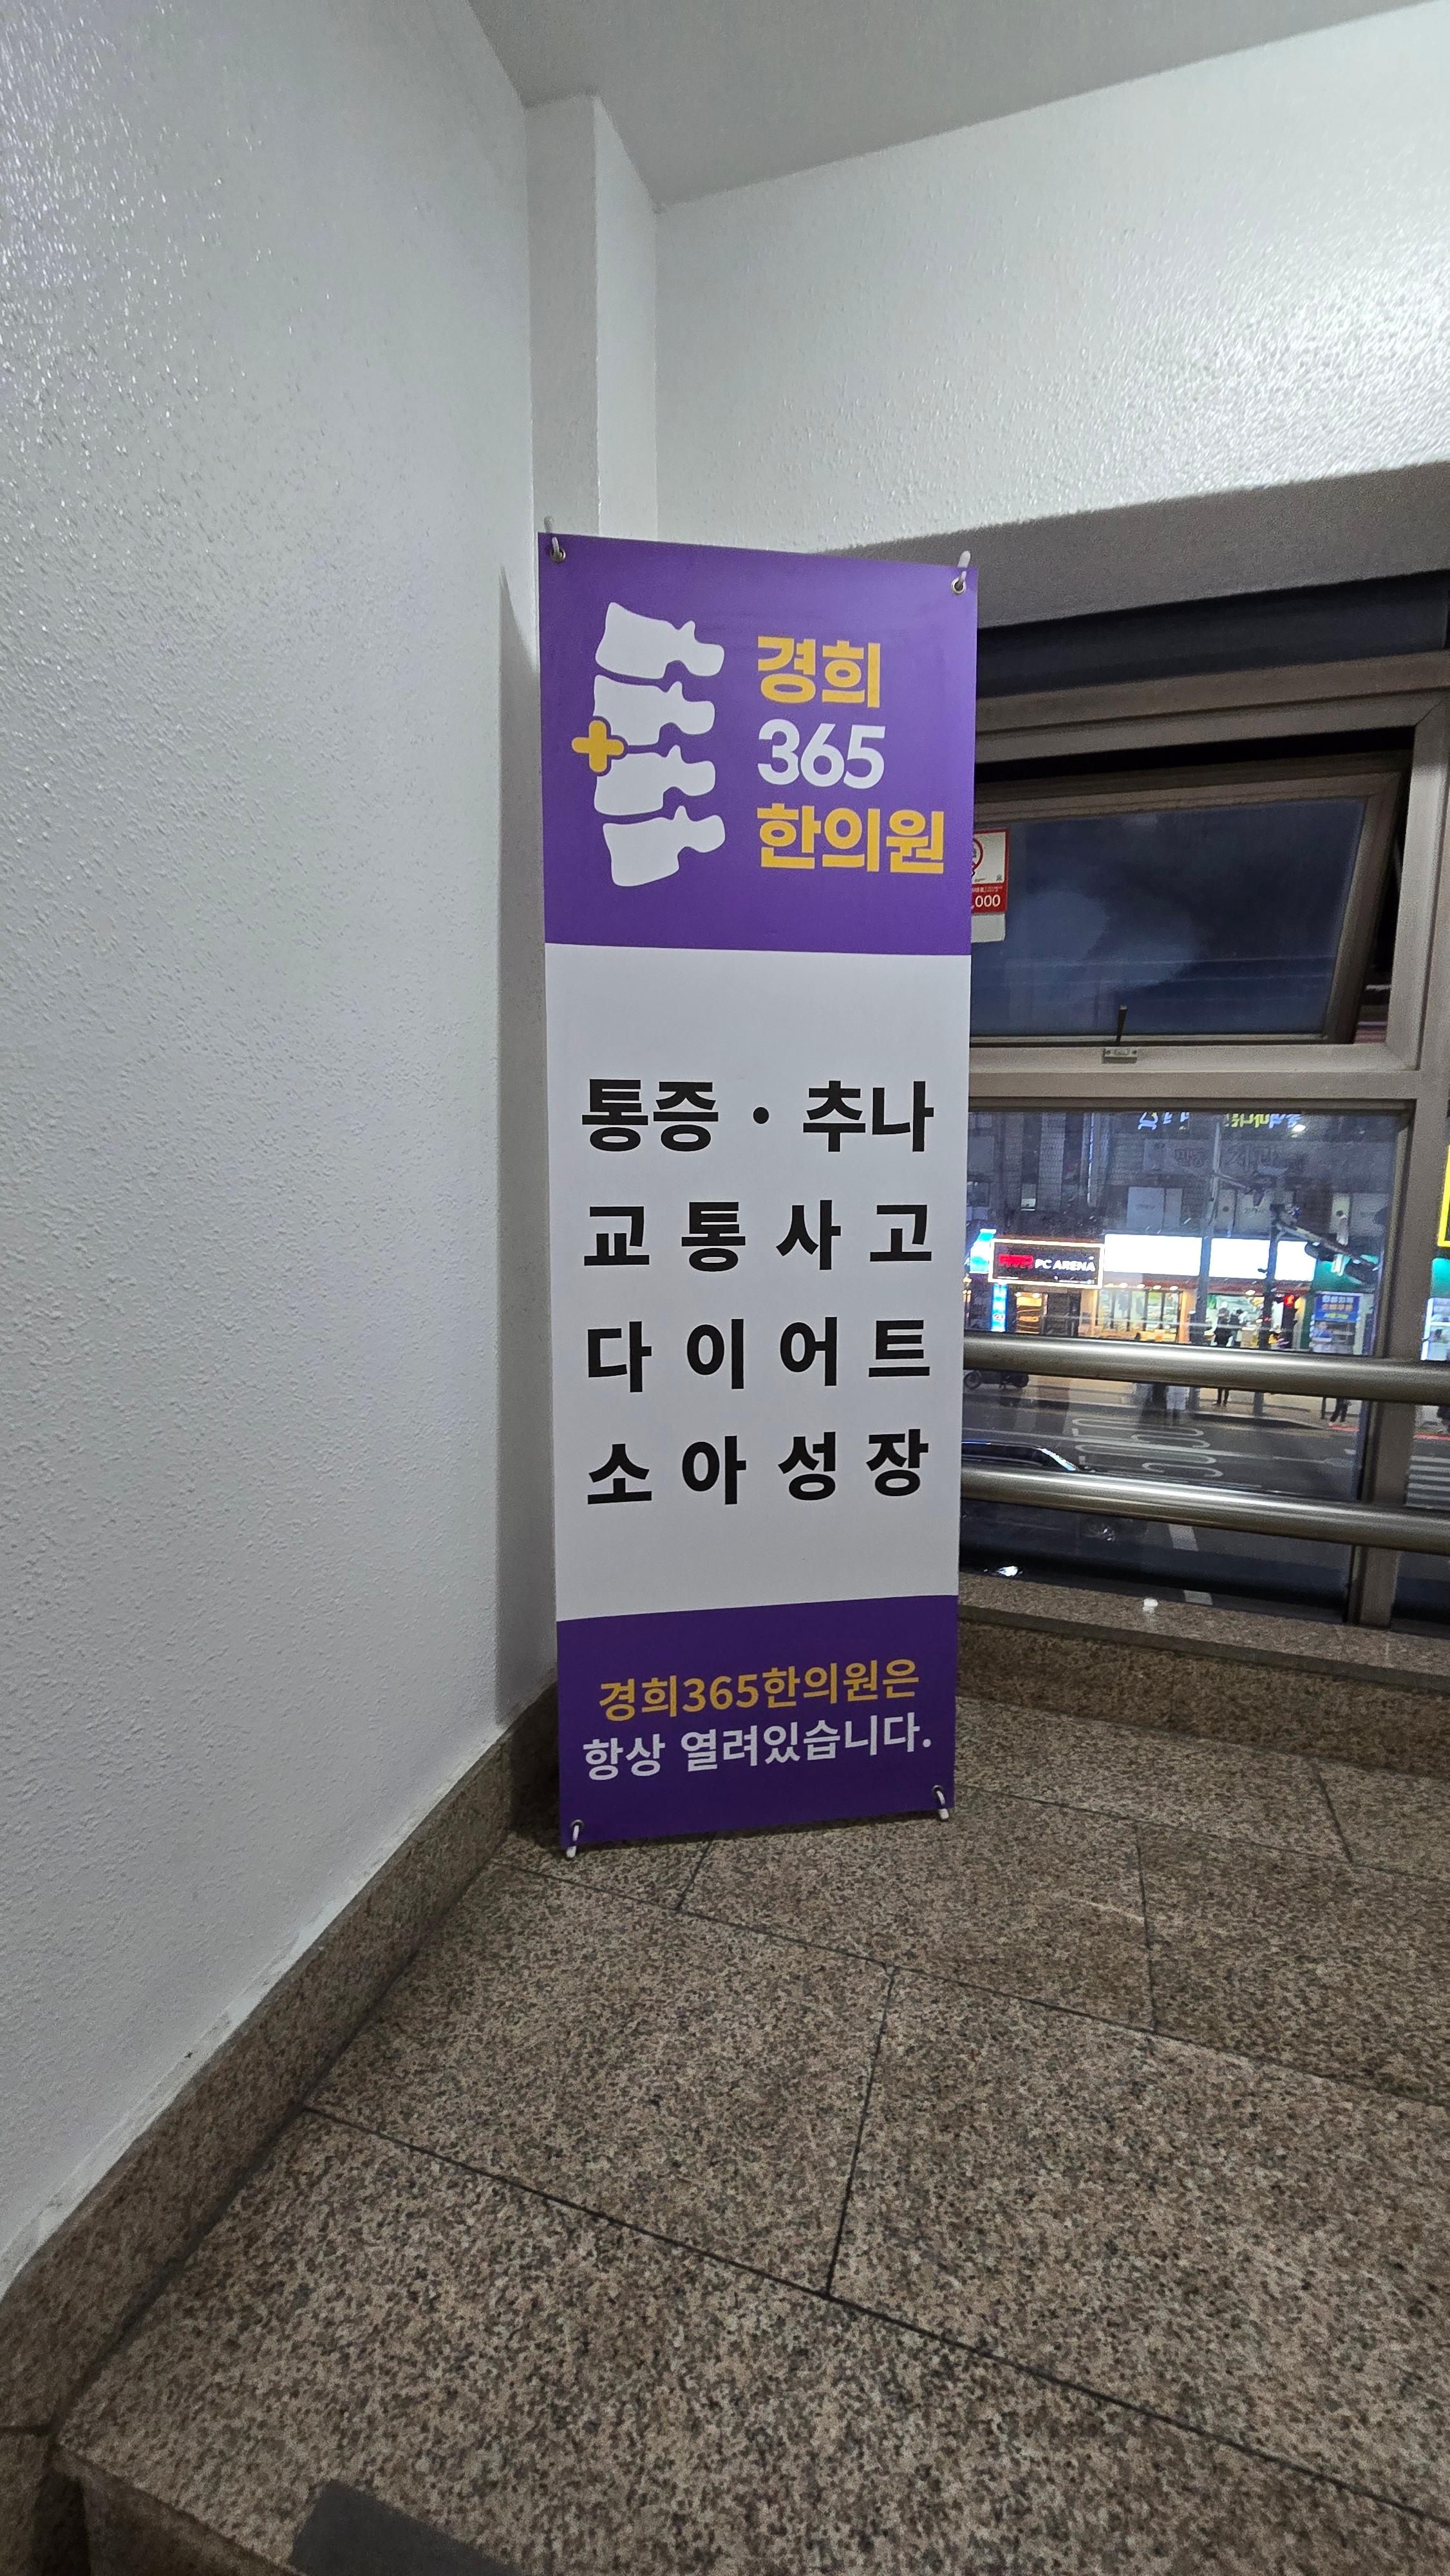 경희
365
한의원
통증 · 추나
교통사고
다이어트
소아성장
경희365한의원은
항상 열려있습니다.
,000
PC ARENA